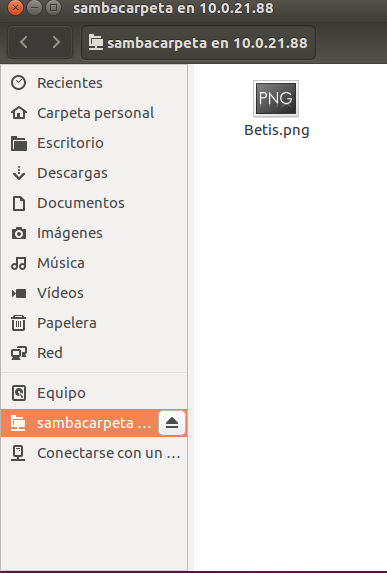 sambacarpeta en 10.0.21.88
sambacarpeta en 10.0.21.88
Recientes
Carpeta personal
Escritorio
Descargas
Documentos
Imágenes
Música
Vídeos
Papelera
Red
Equipo
sambacarpeta ...
Conectarse con un ...
PNG
Betis.png